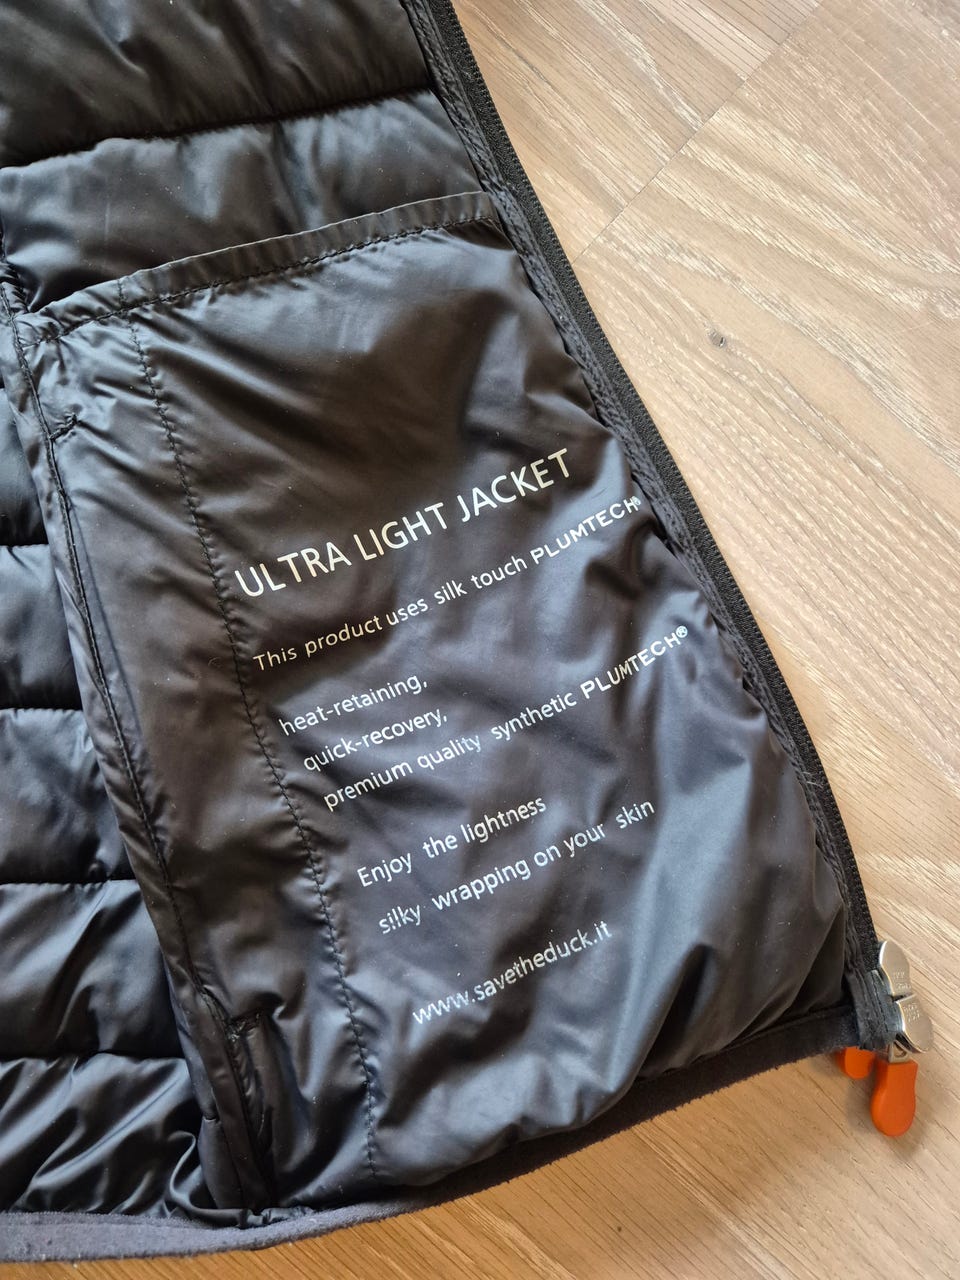 ULTRA LIGHT JACKET
This product uses silk touch PLUMTECH®
heat-retaining,
quick-recovery,
premium quality synthetic PLUMTECH®
Enjoy the lightness
silky wrapping on your skin
www.savetheduck.it